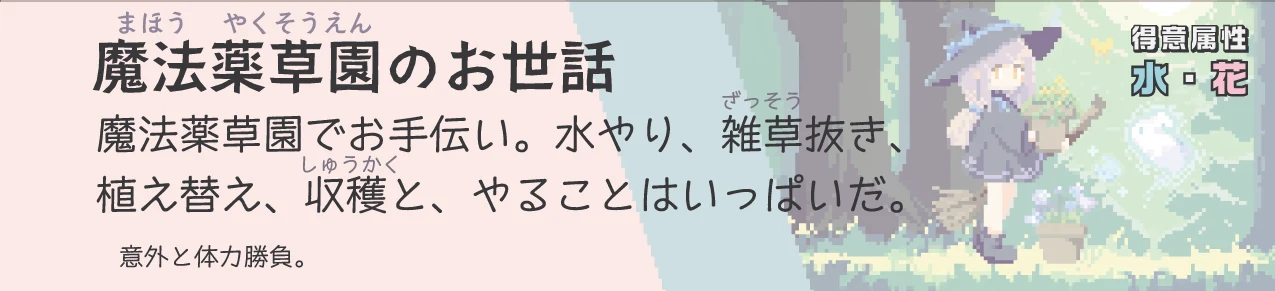 まほう やくそうえん
魔法薬草園のお世話
ざっそう
魔法薬草園でお手伝い。水やり、雑草抜き、
しゅうかく
植え替え、収穫と、やることはいっぱいだ。
意外と体力勝負。
得意属性
水・花